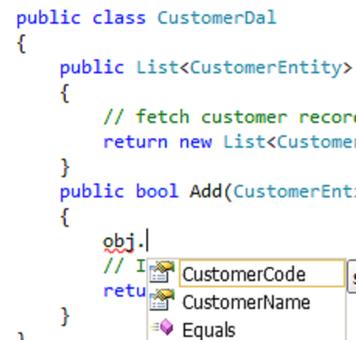 public class CustomerDal
{
public List<CustomerEntity>
{
// fetch customer recor
return new List<Custome
}
public bool Add(CustomerEnt
{
obj.
CustomerCode
// I
CustomerName
retu
Equals
}